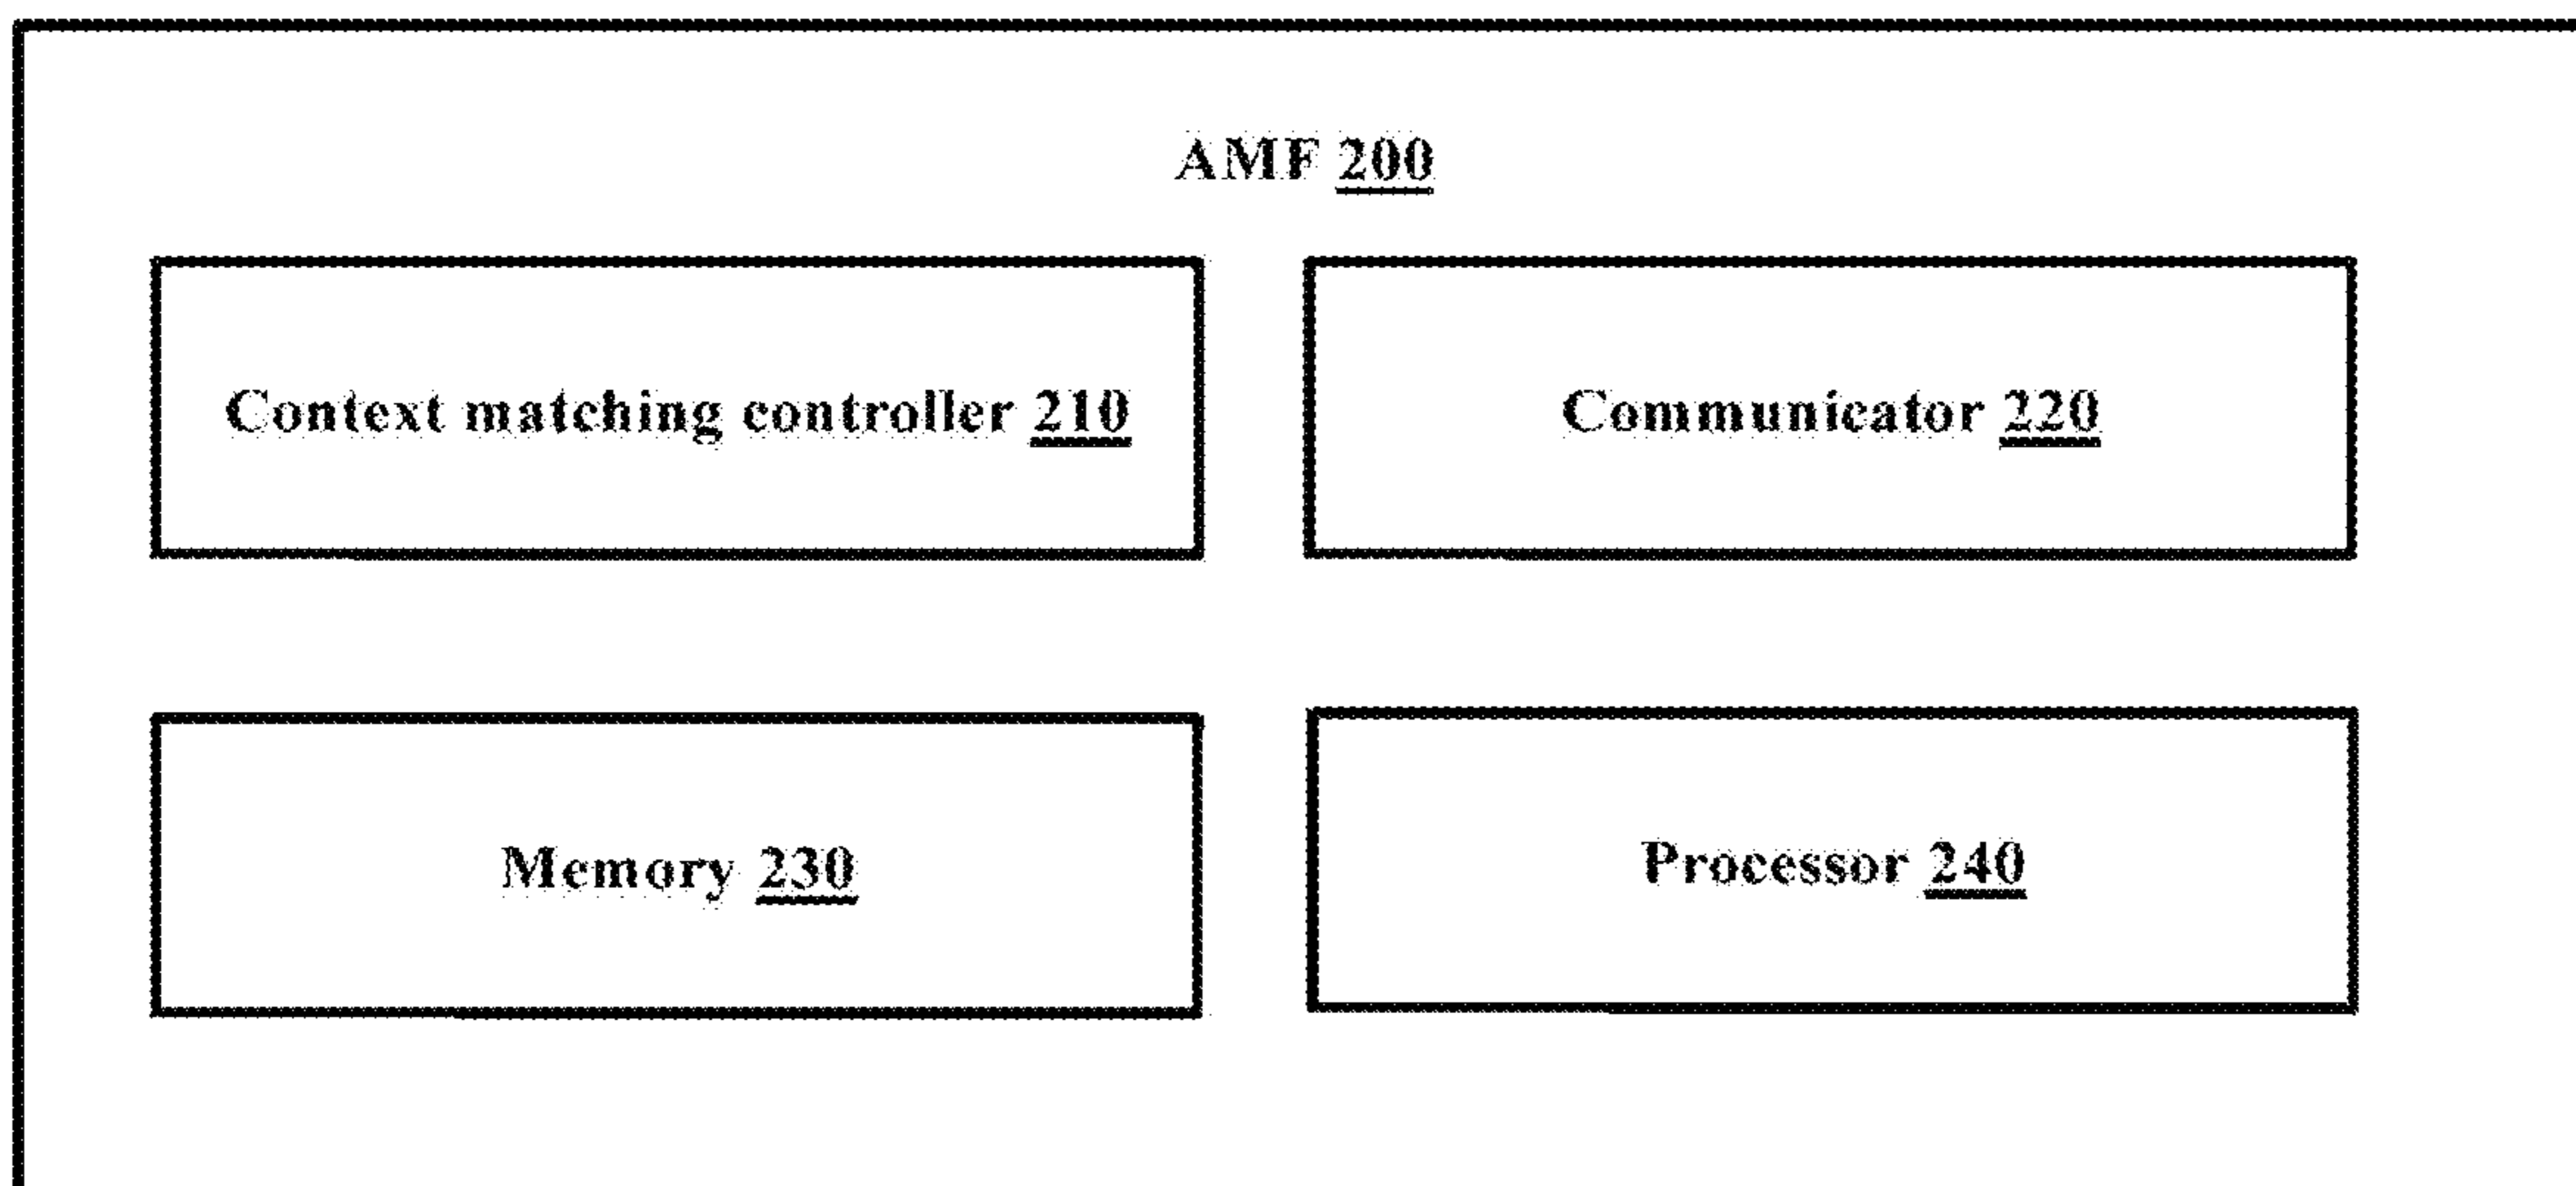 AMF 200
Context matching controller 210
Communicator 220
Memory 230
Processor 240